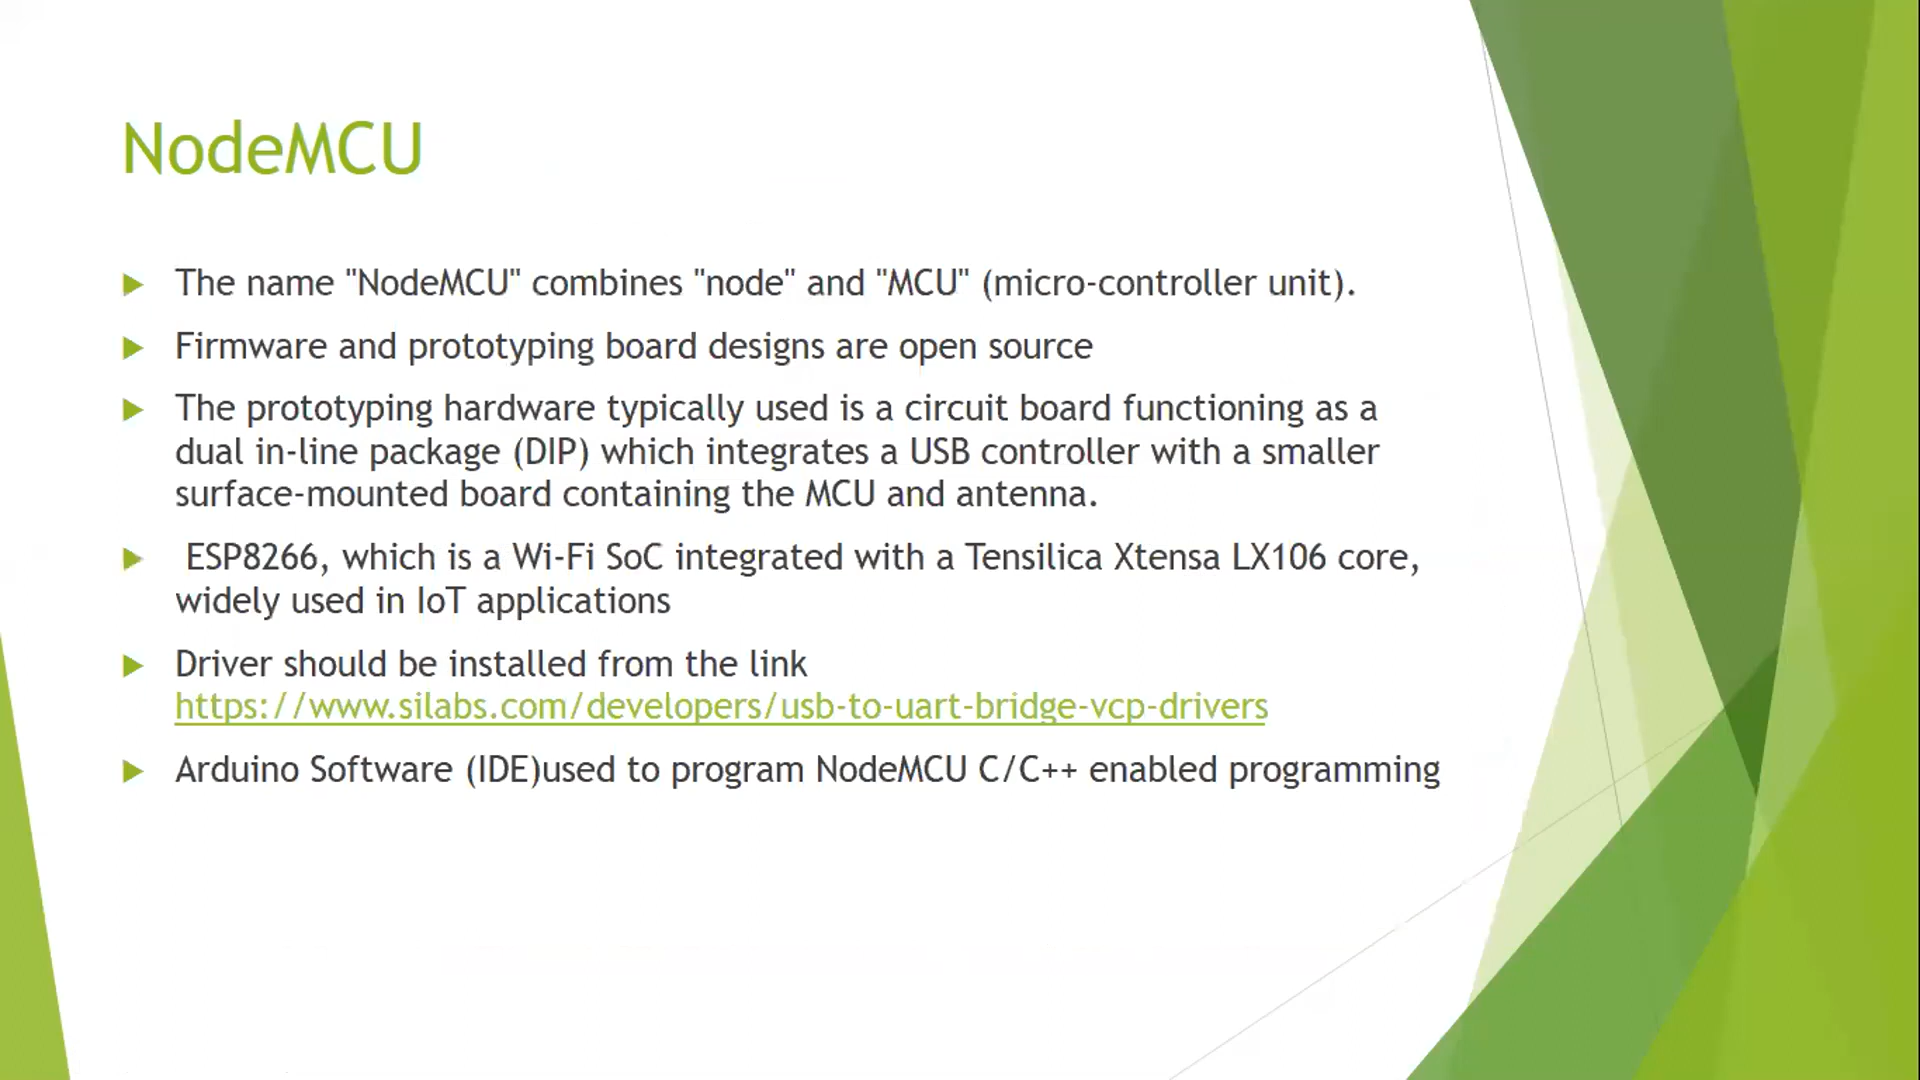 NodeMCU
The name "NodeMCU" combines "node" and "MCU" (micro-controller unit).
Firmware and prototyping board designs are open source
The prototyping hardware typically used is a circuit board functioning as a
dual in-line package (DIP) which integrates a USB controller with a smaller
surface-mounted board containing the MCU and antenna.
ESP8266, which is a Wi-Fi SoC integrated with a Tensilica Xtensa LX106 core,
widely used in IoT applications
Driver should be installed from the link
https://www.silabs.com/developers/usb-to-uart-bridge-vcp-drivers
Arduino Software (IDE)used to program NodeMCU C/C++ enabled programming